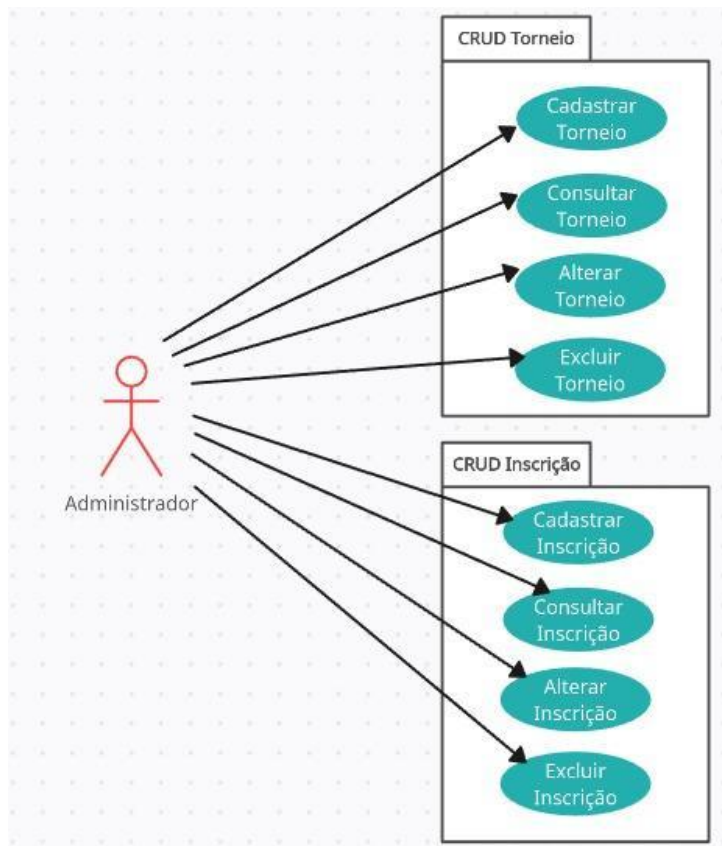 CRUD Torneio
Cadastrar
Torneio
Consultar
Torneio
Alterar
Torneio
Excluir
Torneio
Administrador
CRUD Inscrição
Cadastrar
Inscrição
Consultar
Inscrição
Alterar
Inscrição
Excluir
Inscrição